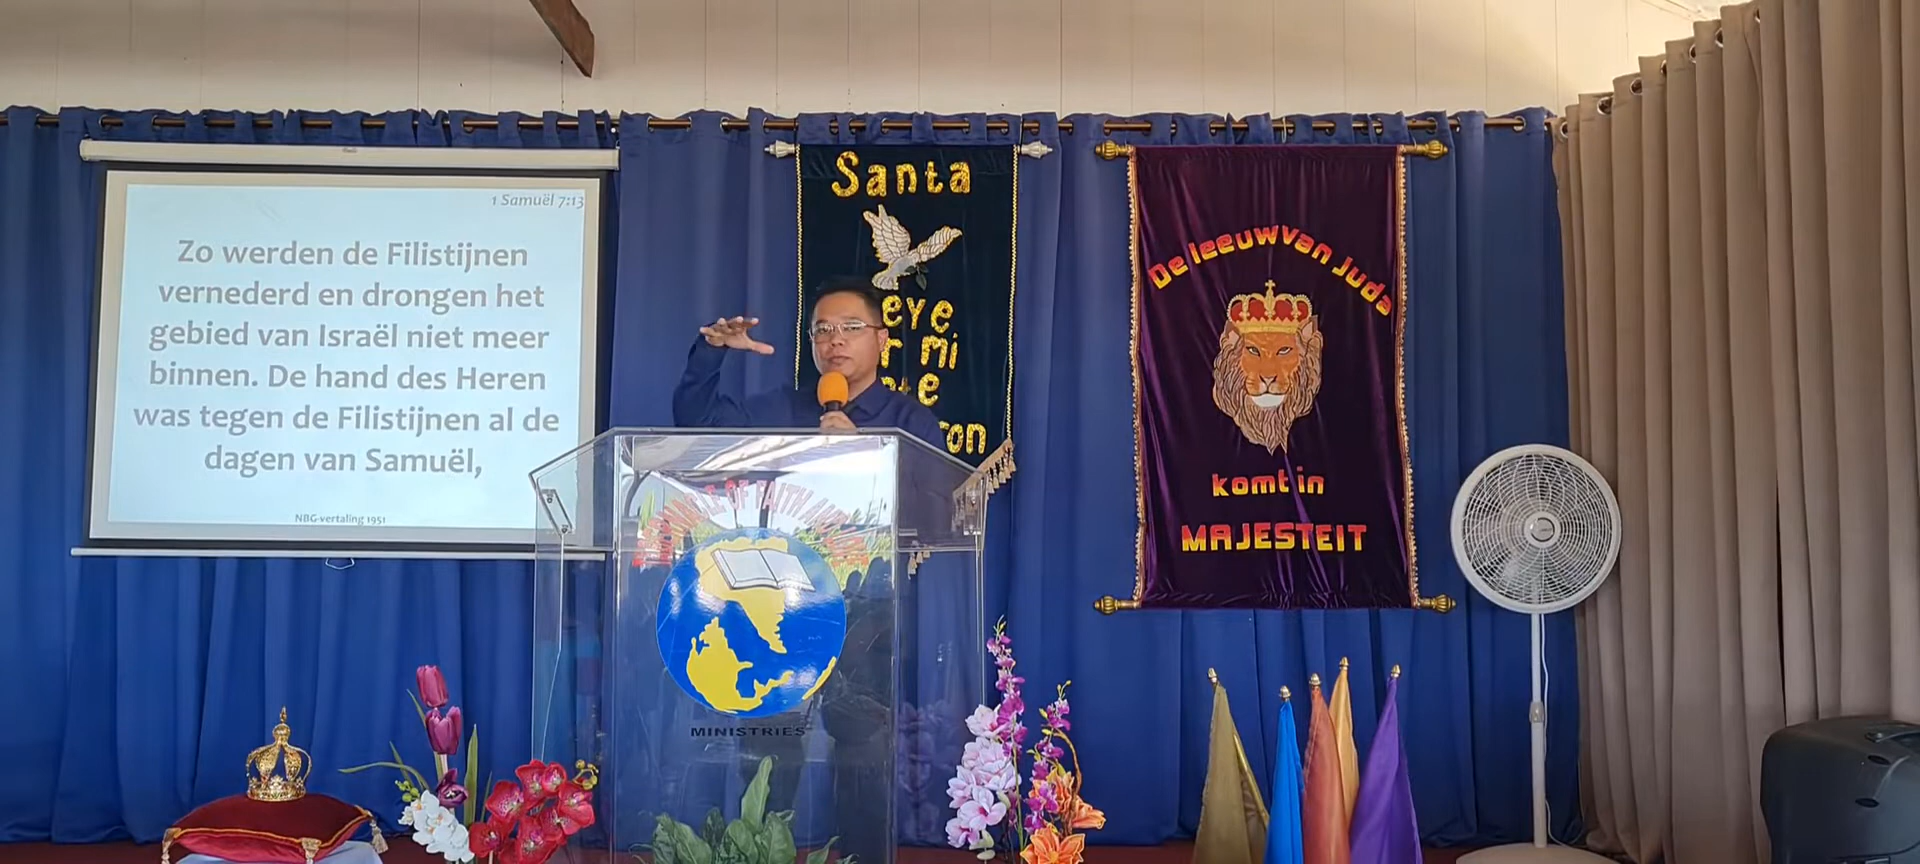 1 Samuël 7:13
Zo werden de Filistijnen
vernederd en drongen het
gebied van Israël niet meer
binnen. De hand des Heren
was tegen de Filistijnen al de
dagen van Samuël,
NBG-vertaling 1951
Santa
De leeuw van Juda
komt in
MAJESTEIT
OF FAITH
MINISTRIES